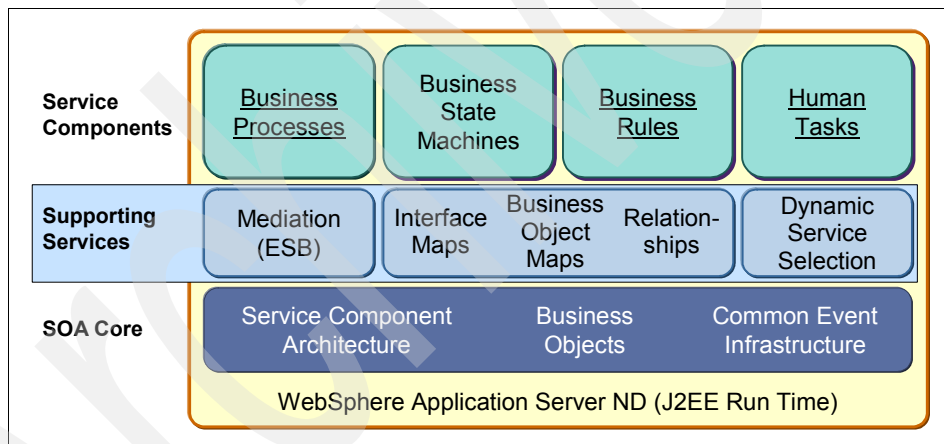 Service
Components
Business
Processes
Business
State
Machines
Business
Rules
Human
Tasks
Supporting
Services
Mediation
(ESB)
Interface
Maps
Business
Object
Maps
Relation-
ships
Dynamic
Service
Selection
SOA Core
Service Component
Architecture
Business
Objects
Common Event
Infrastructure
WebSphere Application Server ND (J2EE Run Time)